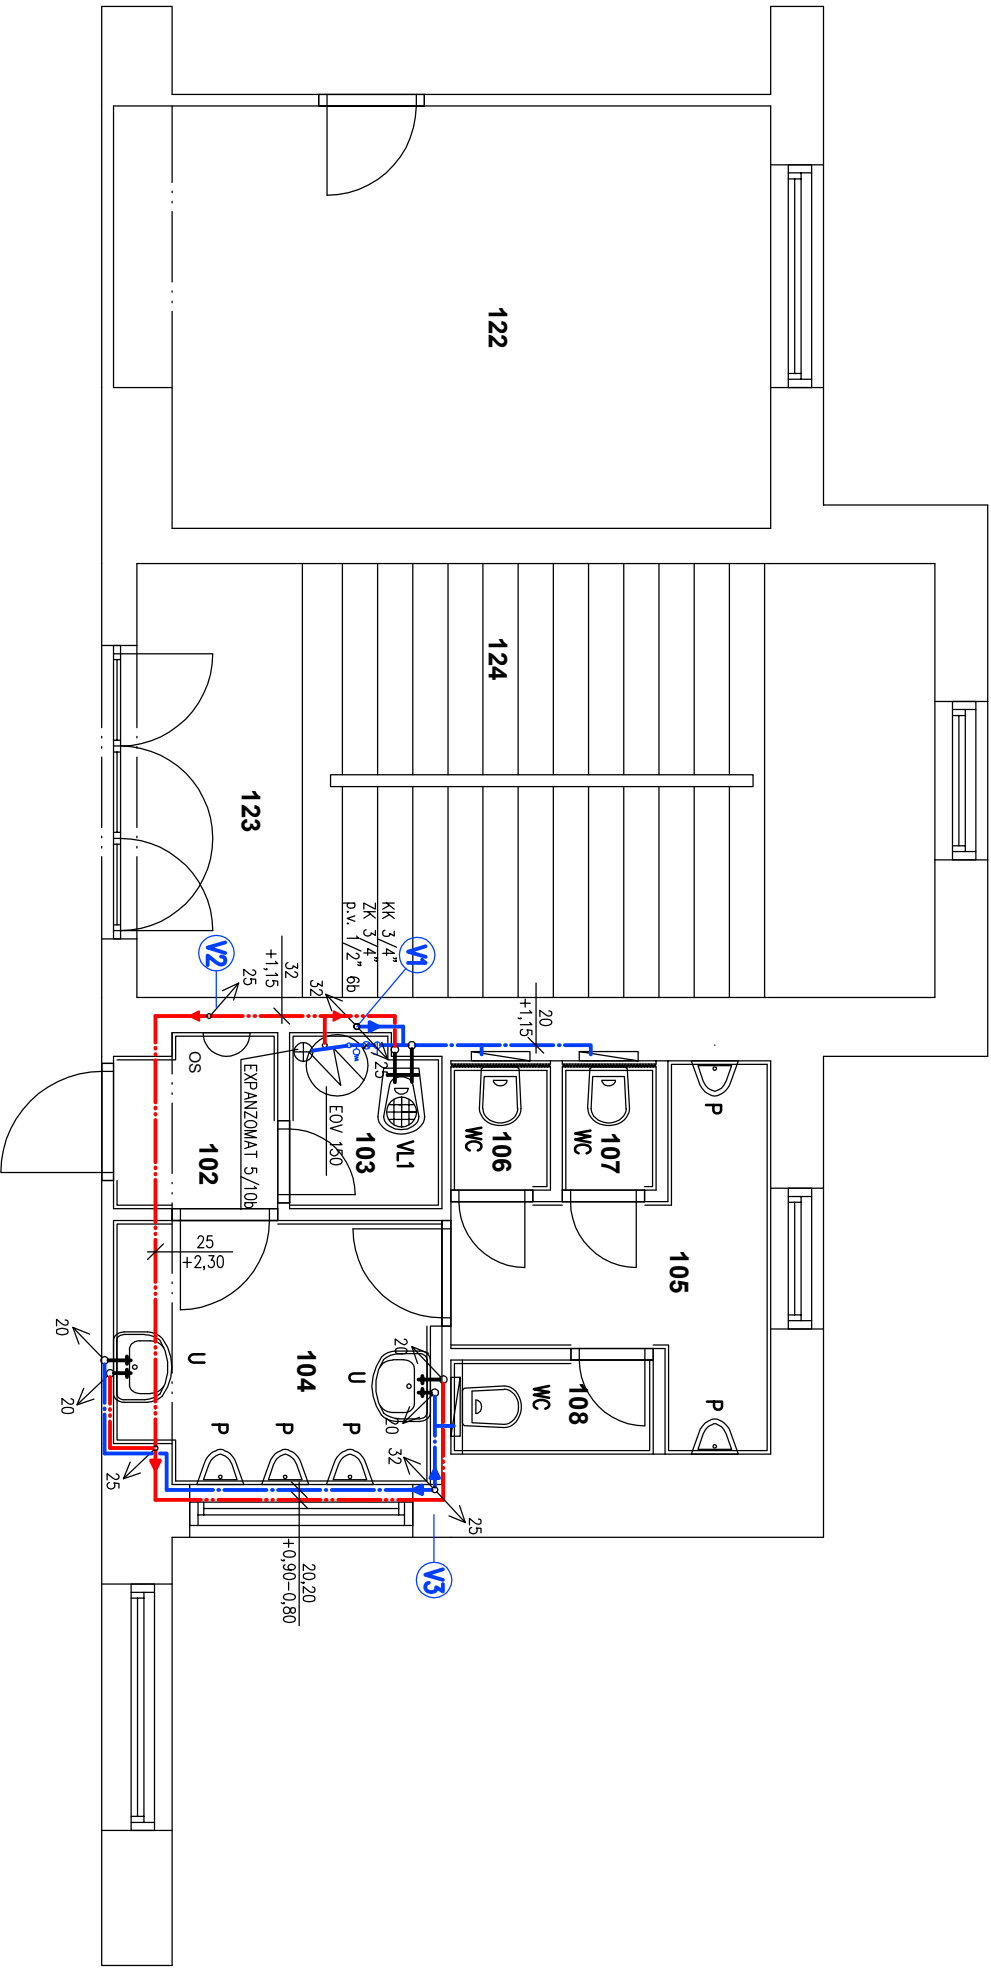 122
124
123
KK 3/4"
ZK 3/4"
p.v. 1/2" 6b
V1
V2
32
+1,15
25
32
20
+1,15
25
OS
EXPANZOMAT 5/10b
EOV 150
102
103
VL1
106
WC
107
WC
P
105
25
+2,30
20
20
U
104
U
20
20
WC
108
P
P
P
P
25
32
25
V3
20,20
+0,90-0,80